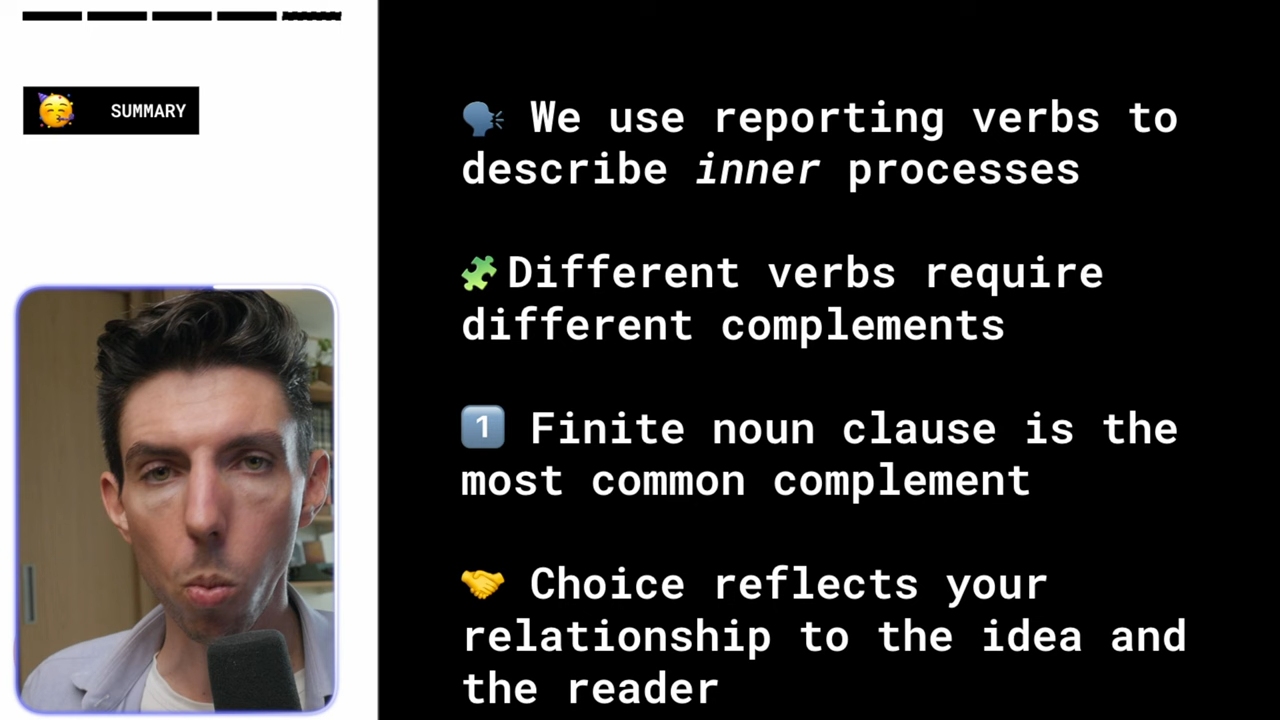 SUMMARY
We use reporting verbs to
describe inner processes
Different verbs require
different complements
1 Finite noun clause is the
most common complement
Choice reflects your
relationship to the idea and
the reader